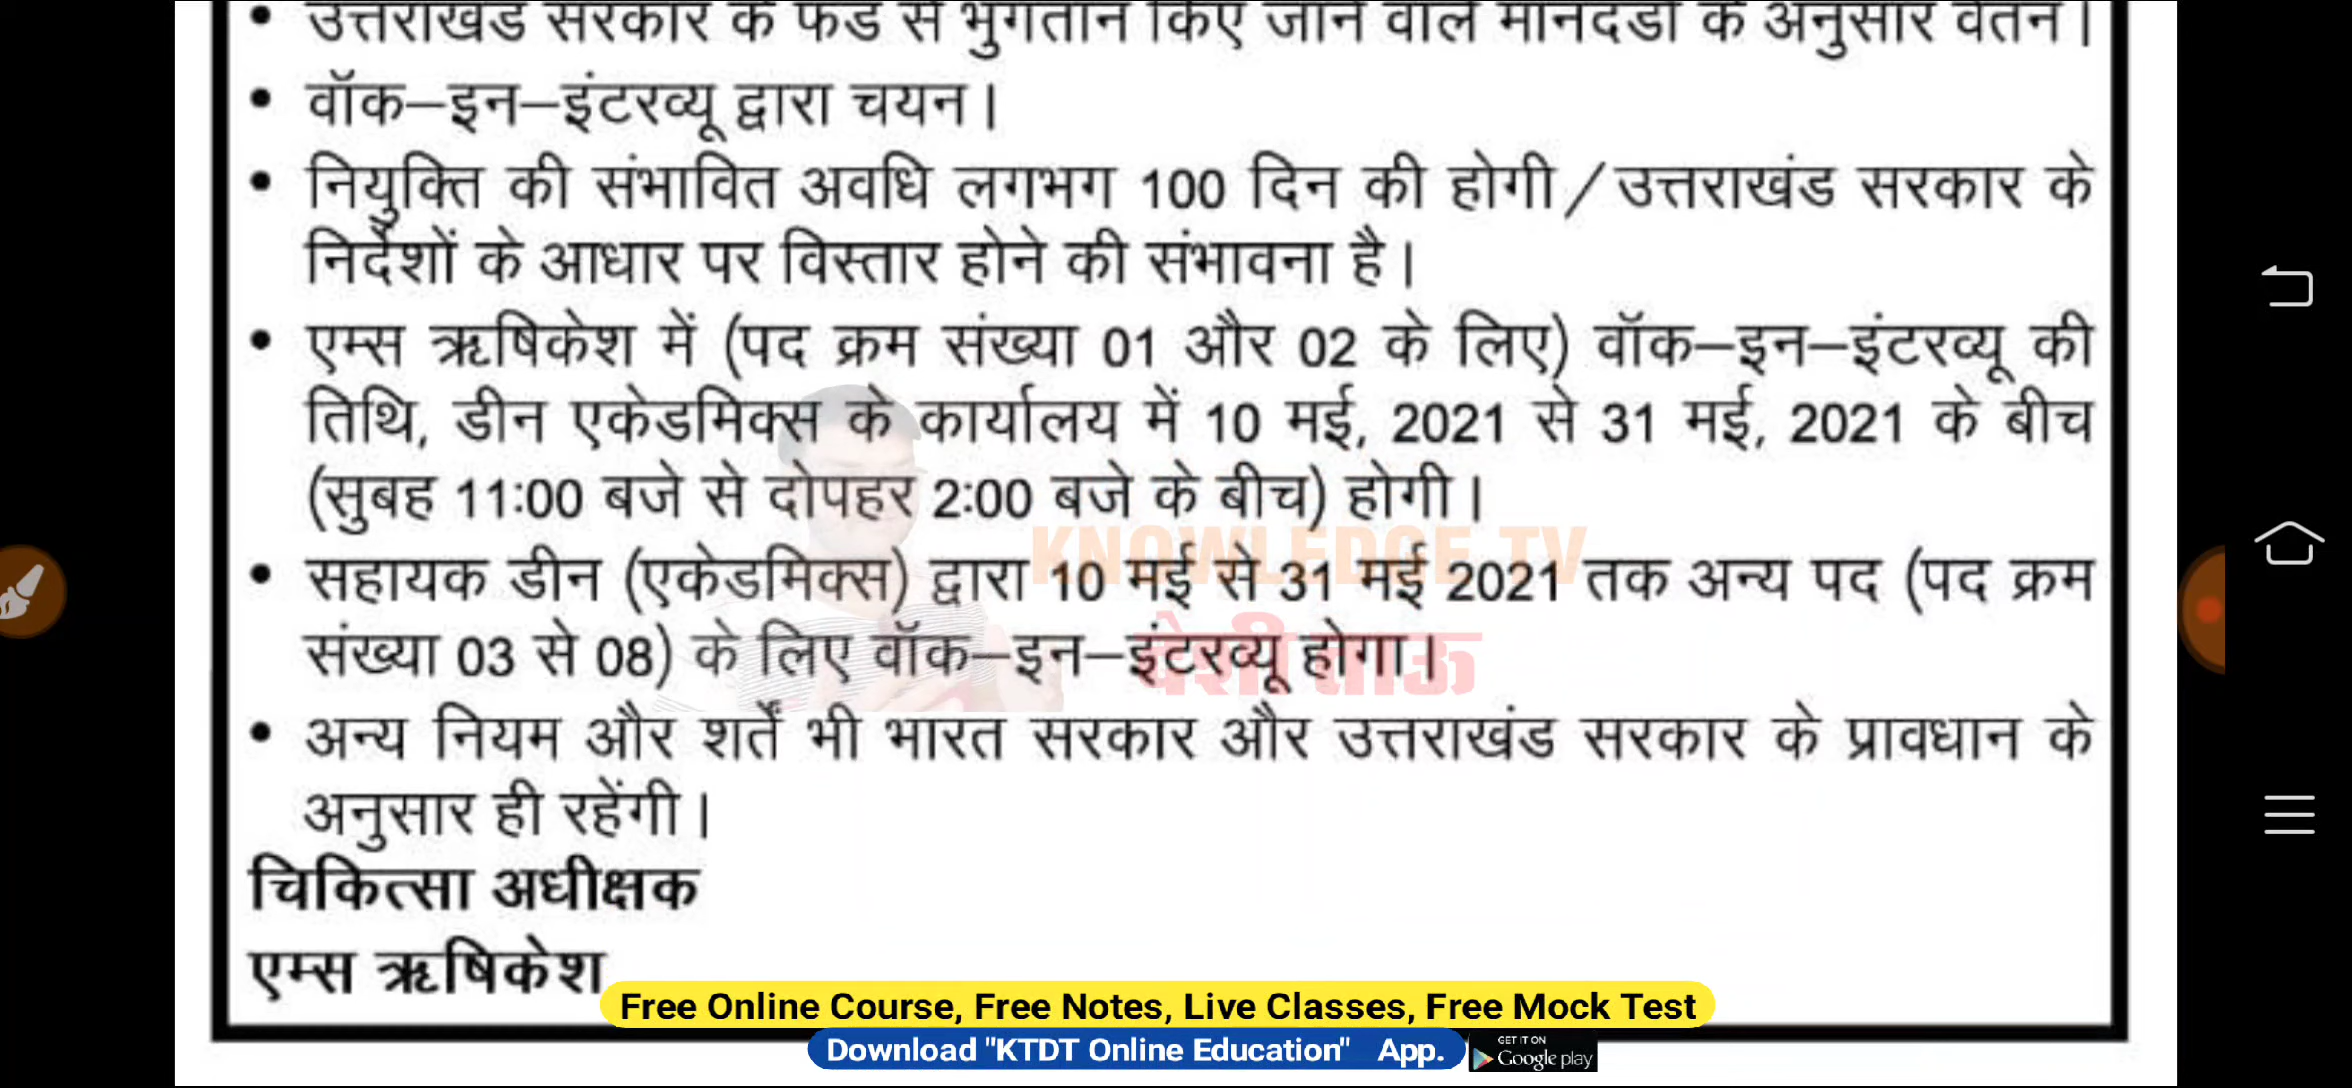 उत्तराखंड सरकार के फंड से भुगतान किए जाने वाले मानदंडों के अनुसार वेतन।
• वॉक–इन–इंटरव्यू द्वारा चयन।
• नियुक्ति की संभावित अवधि लगभग 100 दिन की होगी/उत्तराखंड सरकार के
निर्देशों के आधार पर विस्तार होने की संभावना है।
• एम्स ऋषिकेश में (पद क्रम संख्या 01 और 02 के लिए) वॉक–इन–इंटरव्यू की
तिथि, डीन एकेडमिक्स के कार्यालय में 10 मई, 2021 से 31 मई, 2021 के बीच
(सुबह 11:00 बजे से दोपहर 2:00 बजे के बीच) होगी।
KNOWLEDGE TV
• सहायक डीन (एकेडमिक्स) द्वारा 10 मई से 31 मई 2021 तक अन्य पद (पद क्रम
संख्या 03 से 08) के लिए वॉक–इन–इंटरव्यू होगा।
देशी ताऊ
• अन्य नियम और शर्तें भी भारत सरकार और उत्तराखंड सरकार के प्रावधान के
अनुसार ही रहेंगी।
चिकित्सा अधीक्षक
एम्स ऋषिकेश
Free Online Course, Free Notes, Live Classes, Free Mock Test
Download "KTDT Online Education" App.
GET IT ON
Google play